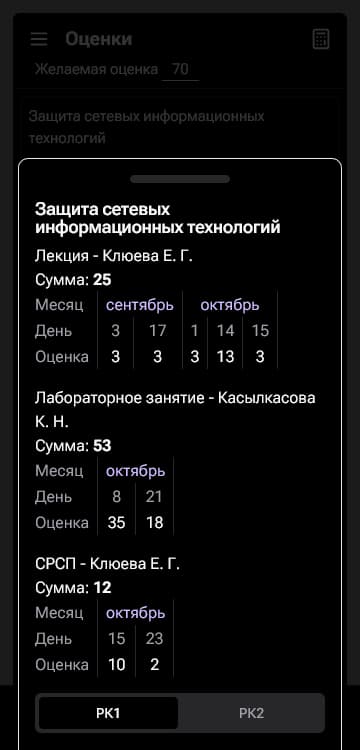 Оценки
Желаемая оценка 70
Защита сетевых информационных
технологий
Защита сетевых
информационных технологий
Лекция - Клюева Е. Г.
Сумма: 25
Месяц сентябрь октябрь
День 3 17 1 14 15
Оценка 3 3 3 13 3
Лабораторное занятие - Касылкасова
К. Н.
Сумма: 53
Месяц октябрь
День 8 21
Оценка 35 18
СРСП - Клюева Е. Г.
Сумма: 12
Месяц октябрь
День 15 23
Оценка 10 2
РК1 РК2